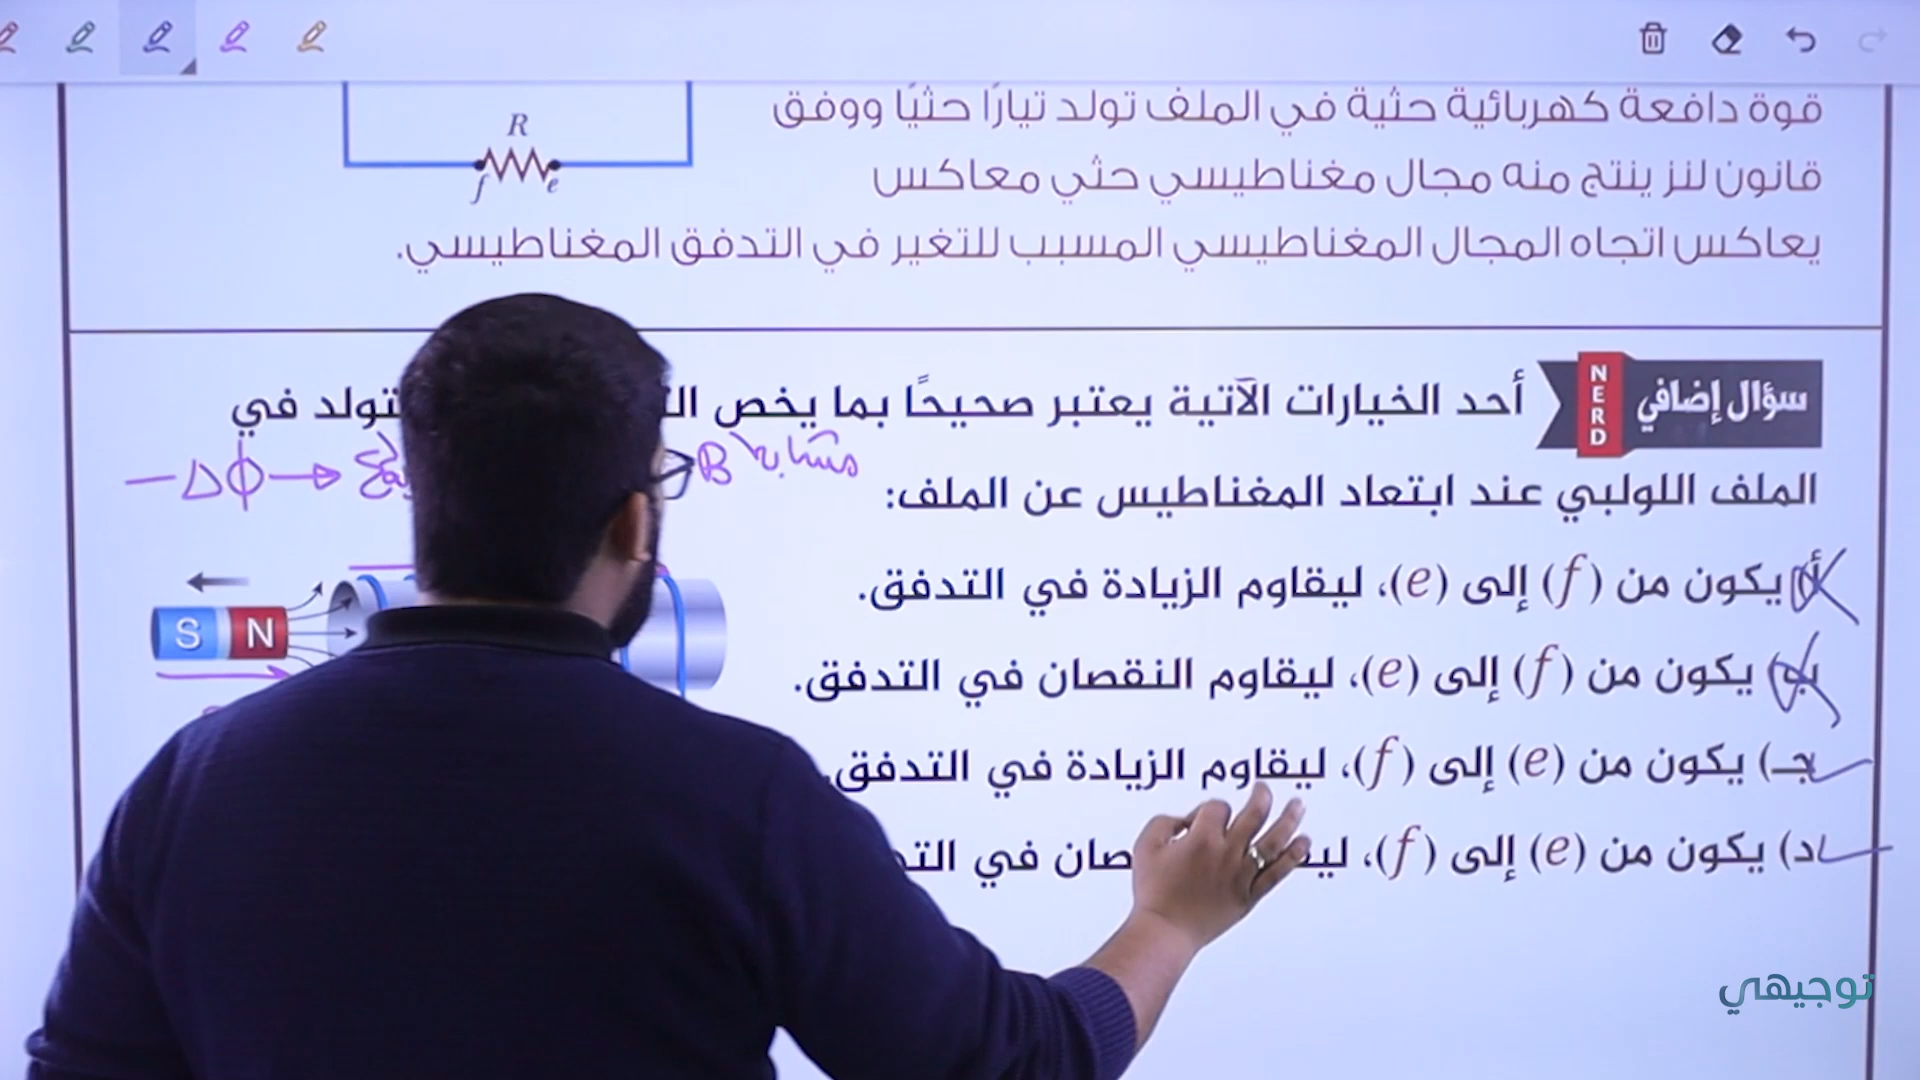 قوة دافعة كهربائية حثية في الملف تولد تيارًا حثيًا ووفق
قانون لنز ينتج منه مجال مغناطيسي حثي معاكس
يعاكس اتجاه المجال المغناطيسي المسبب للتغير في التدفق المغناطيسي.
R
f e
سؤال إضافي
NERD
أحد الخيارات الآتية يعتبر صحيحًا بما يخص تولد في
− ΔΦ → B مشابه
الملف اللولبي عند ابتعاد المغناطيس عن الملف:
أ) يكون من (f) إلى (e)، ليقاوم الزيادة في التدفق.
S N
ب) يكون من (f) إلى (e)، ليقاوم النقصان في التدفق.
جـ) يكون من (e) إلى (f)، ليقاوم الزيادة في التدفق.
د) يكون من (e) إلى (f)، في
توجيهي